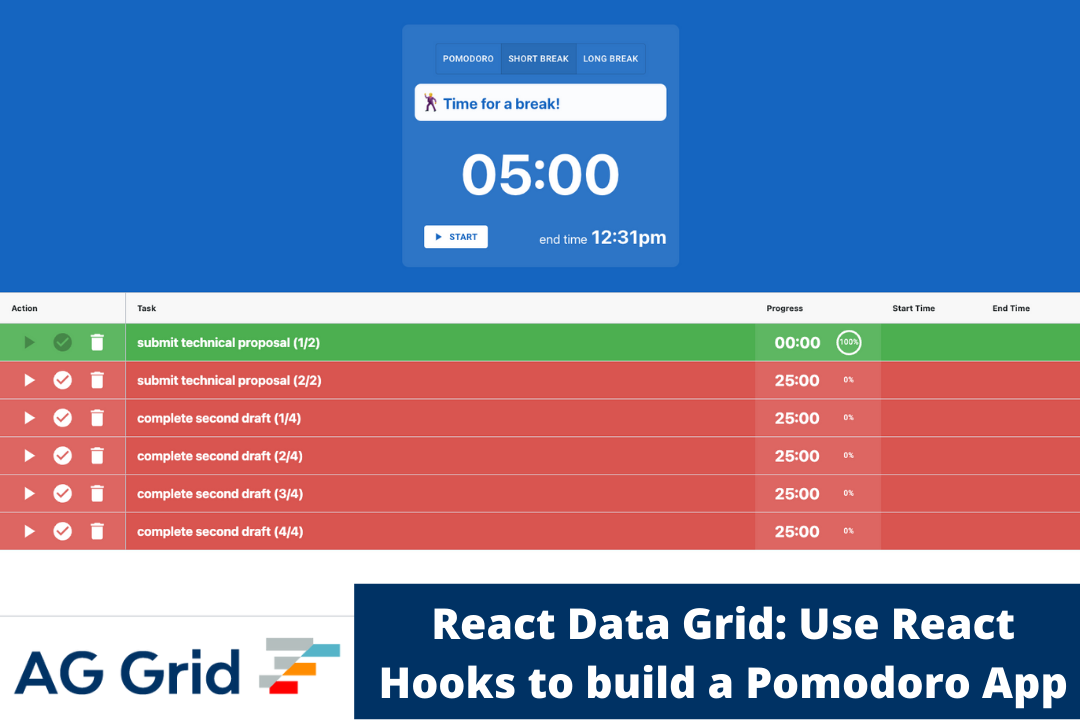 POMODORO SHORT BREAK LONG BREAK
Time for a break!
05:00
START end time 12:31pm
Action Task Progress Start Time End Time
submit technical proposal (1/2) 00:00 100%
submit technical proposal (2/2) 25:00 0%
complete second draft (1/4) 25:00 0%
complete second draft (2/4) 25:00 0%
complete second draft (3/4) 25:00 0%
complete second draft (4/4) 25:00 0%
AG Grid
React Data Grid: Use React
Hooks to build a Pomodoro App